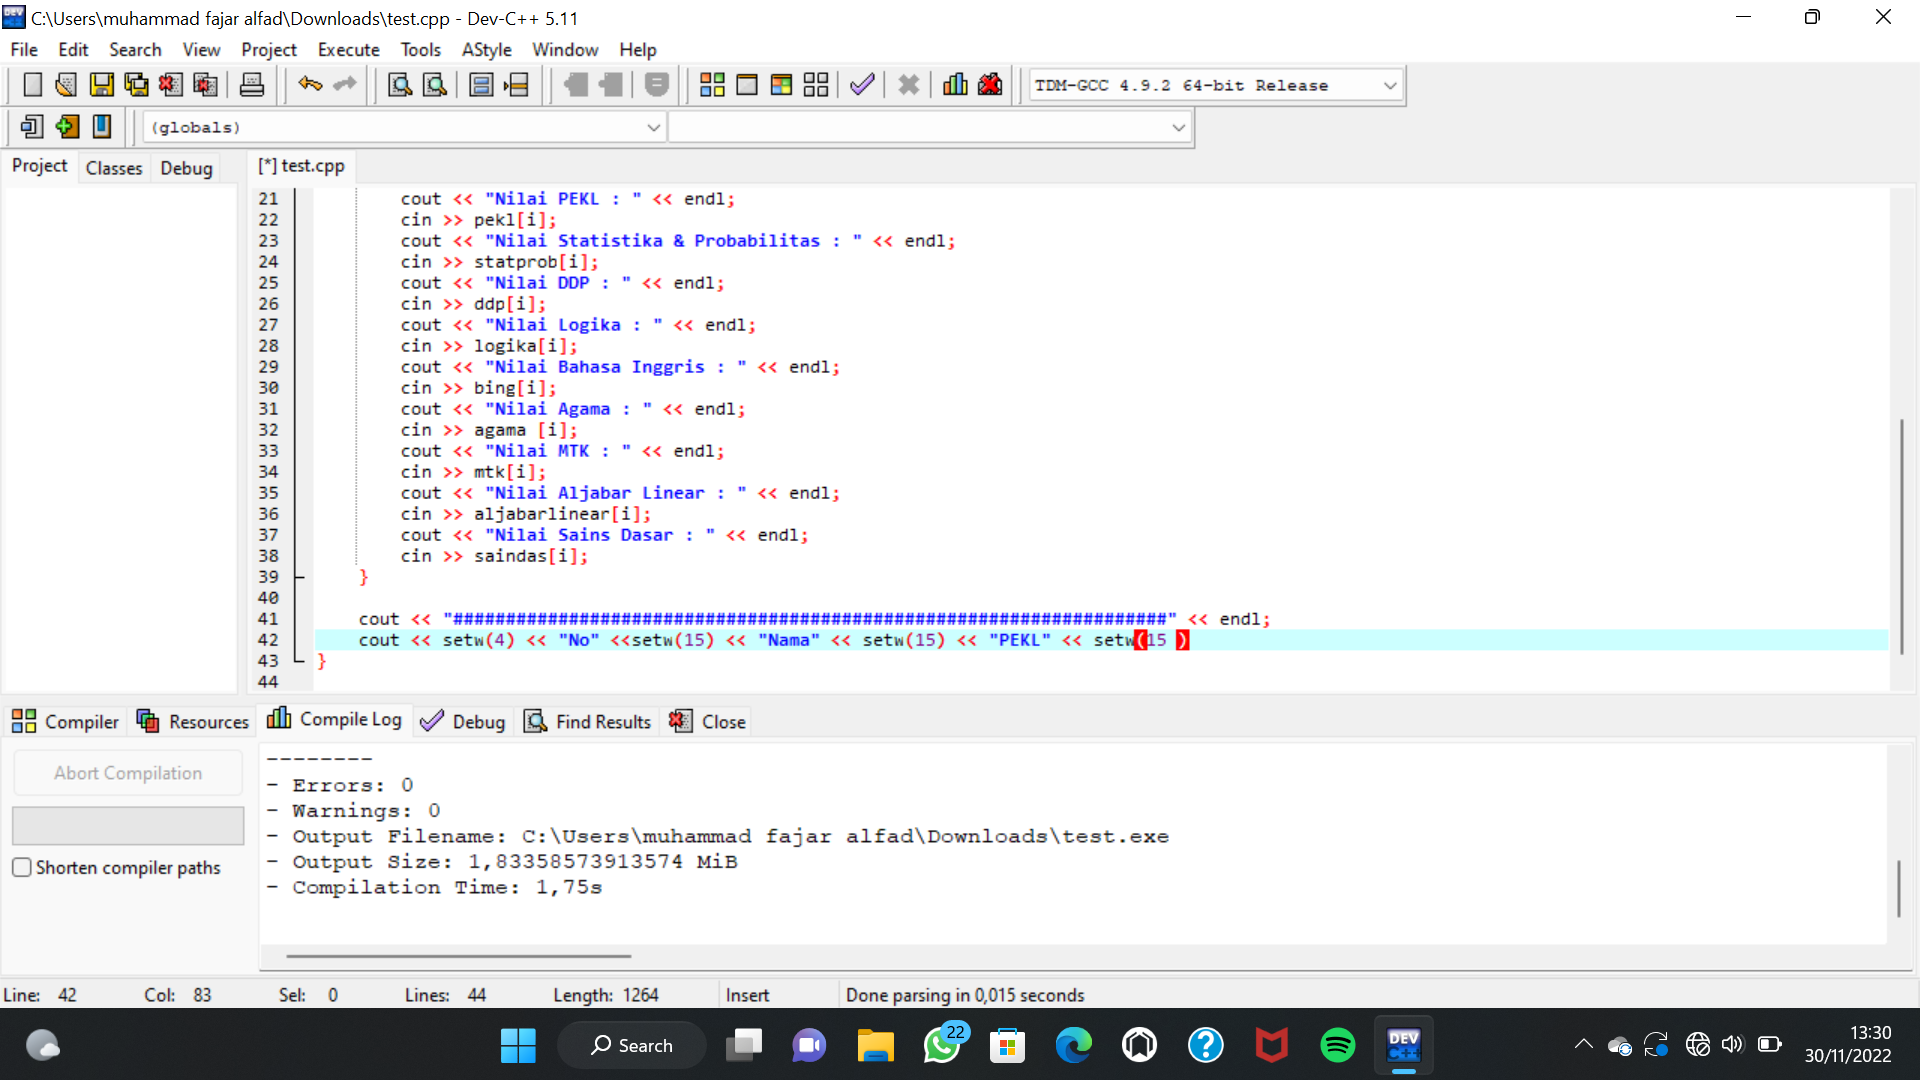 C:\Users\muhammad fajar alfad\Downloads\test.cpp - Dev-C++ 5.11
File Edit Search View Project Execute Tools AStyle Window Help
TDM-GCC 4.9.2 64-bit Release
(globals)
Project Classes Debug [*] test.cpp
21 cout << "Nilai PEKL : " << endl;
22 cin >> pekl[i];
23 cout << "Nilai Statistika & Probabilitas : " << endl;
24 cin >> statprob[i];
25 cout << "Nilai DDP : " << endl;
26 cin >> ddp[i];
27 cout << "Nilai Logika : " << endl;
28 cin >> logika[i];
29 cout << "Nilai Bahasa Inggris : " << endl;
30 cin >> bing[i];
31 cout << "Nilai Agama : " << endl;
32 cin >> agama [i];
33 cout << "Nilai MTK : " << endl;
34 cin >> mtk[i];
35 cout << "Nilai Aljabar Linear : " << endl;
36 cin >> aljabarlinear[i];
37 cout << "Nilai Sains Dasar : " << endl;
38 cin >> saindas[i];
39 }
40
41 cout << "####################################################################" << endl;
42 cout << setw(4) << "No" <<setw(15) << "Nama" << setw(15) << "PEKL" << setw(15 )
43 }
44
Compiler Resources Compile Log Debug Find Results Close
Abort Compilation
Shorten compiler paths
--------
- Errors: 0
- Warnings: 0
- Output Filename: C:\Users\muhammad fajar alfad\Downloads\test.exe
- Output Size: 1,83358573913574 MiB
- Compilation Time: 1,75s
Line: 42 Col: 83 Sel: 0 Lines: 44 Length: 1264 Insert Done parsing in 0,015 seconds
Search
22
DEV C++
13:30
30/11/2022